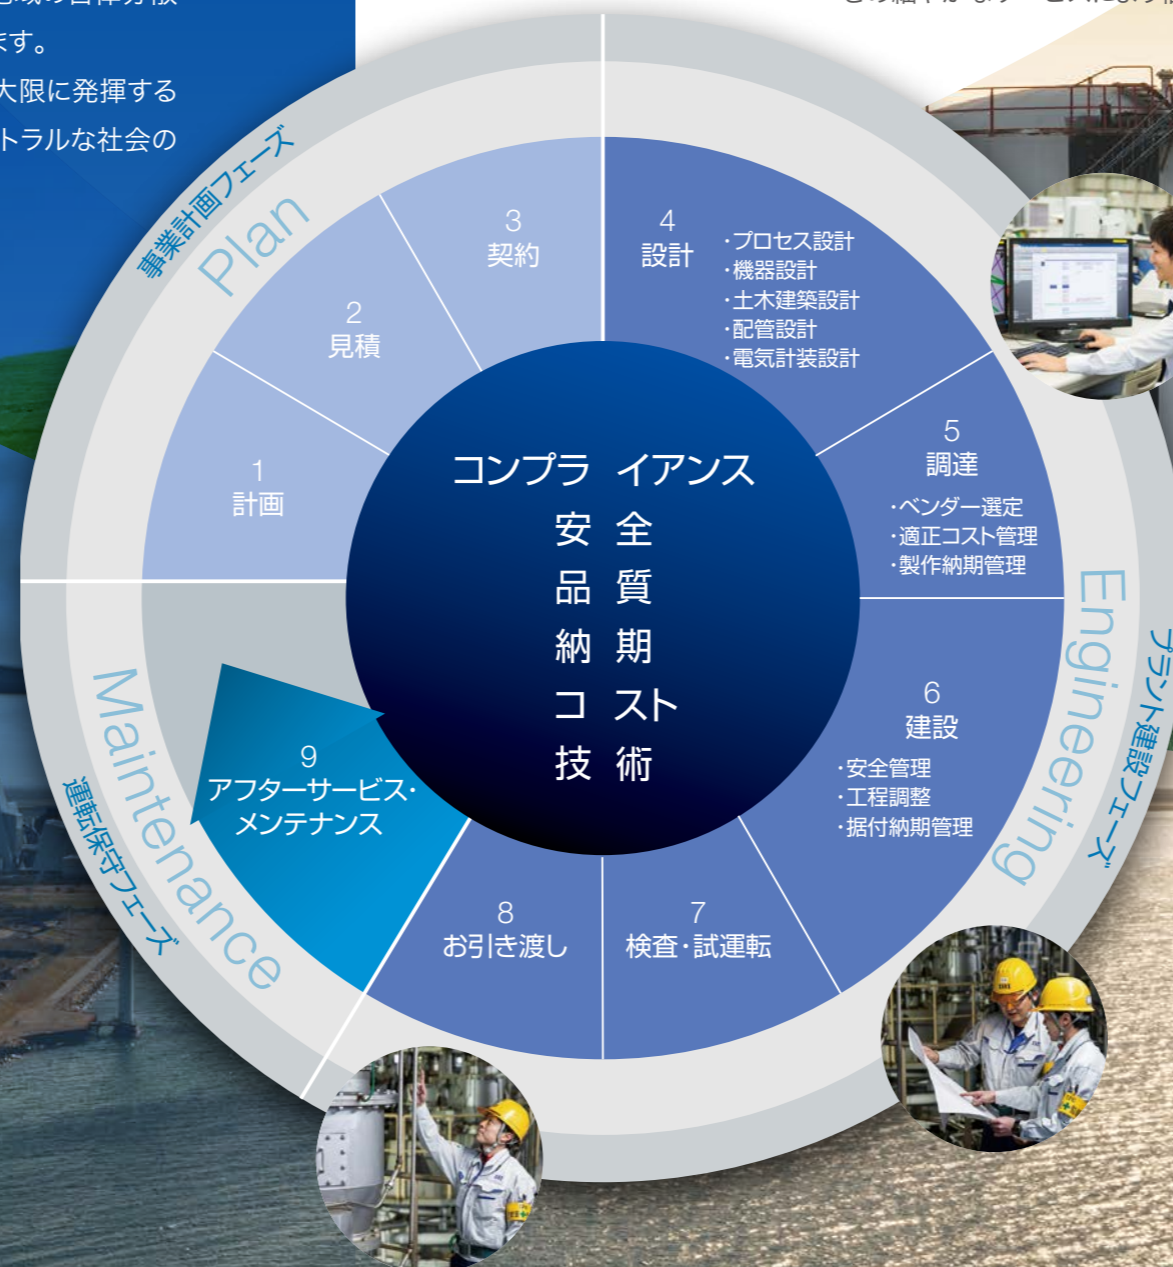 ます。
大限に発揮する
トラルな社会の
事業計画フェーズ
Plan
1
計画
2
見積
3
契約
4
設計
・プロセス設計
・機器設計
・土木建築設計
・配管設計
・電気計装設計
5
調達
・ベンダー選定
・適正コスト管理
・製作納期管理
6
建設
・安全管理
・工程調整
・据付納期管理
Engineering
プラント建設フェーズ
7
検査・試運転
8
お引き渡し
9
アフターサービス・
メンテナンス
Maintenance
運転保守フェーズ
コンプライアンス
安全
品質
納期
コスト
技術